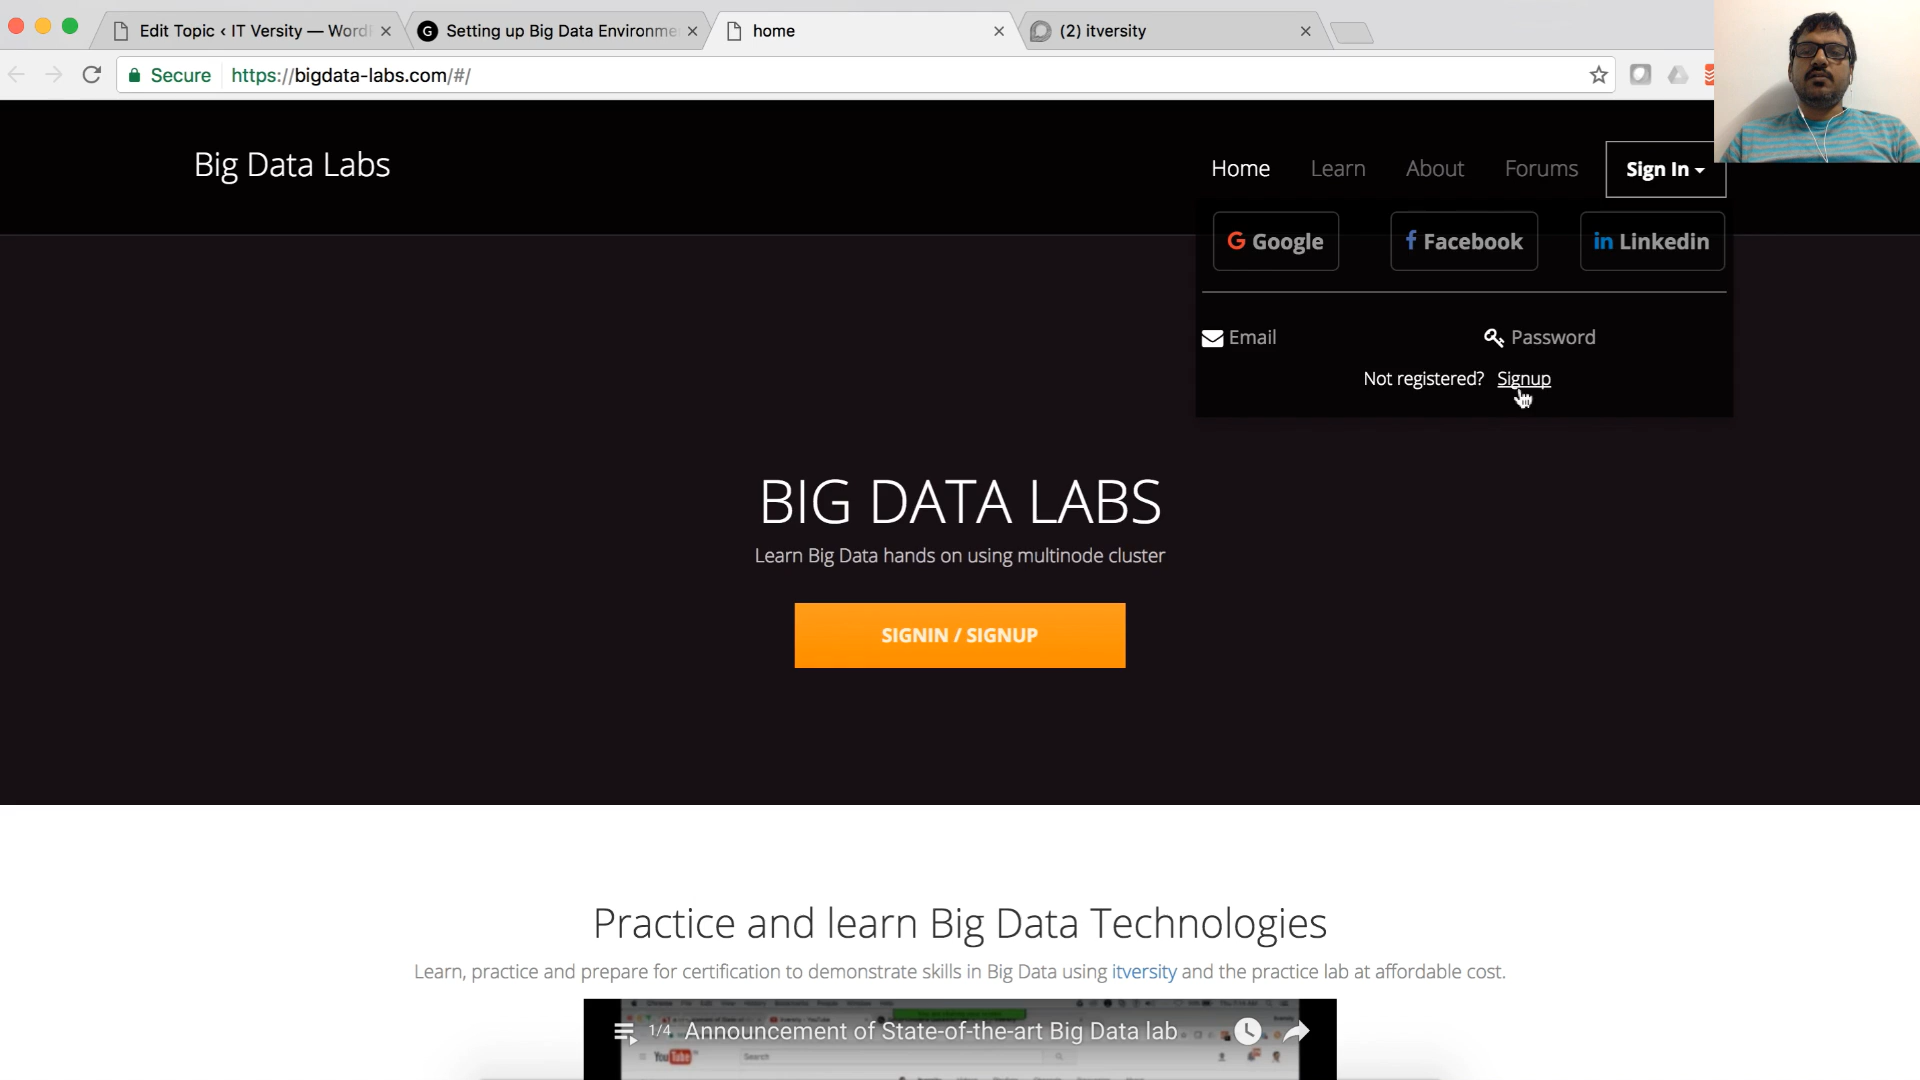 Edit Topic ‹ IT Versity — Word
Setting up Big Data Environme
home
(2) itversity
Secure https://bigdata-labs.com/#/
Big Data Labs
Home Learn About Forums Sign In
G Google f Facebook in Linkedin
Email Password
Not registered? Signup
BIG DATA LABS
Learn Big Data hands on using multinode cluster
SIGNIN / SIGNUP
Practice and learn Big Data Technologies
Learn, practice and prepare for certification to demonstrate skills in Big Data using itversity and the practice lab at affordable cost.
1/4 Announcement of State-of-the-art Big Data lab
YouTube Search